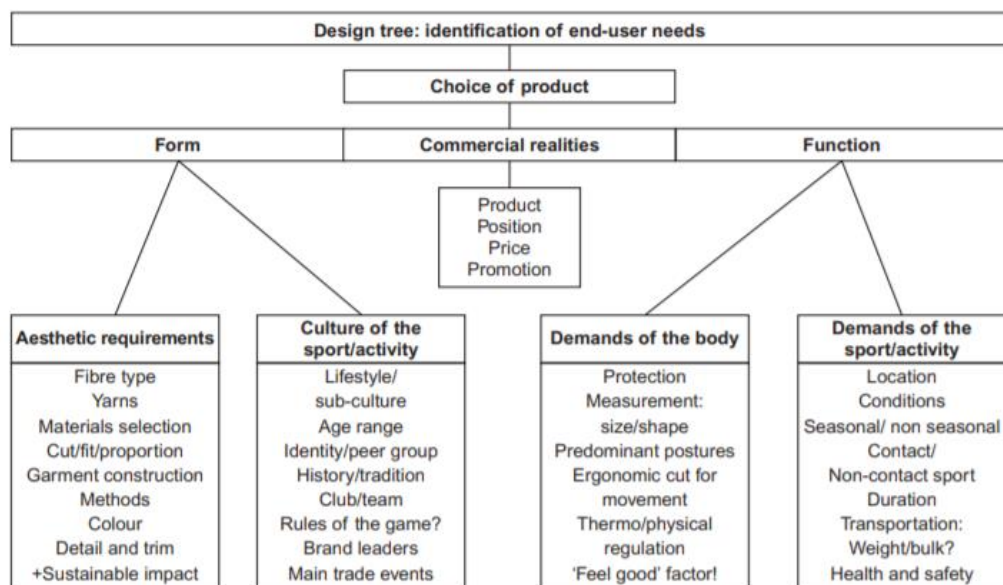 Design tree: identification of end-user needs
Choice of product
Form
Commercial realities
Function
Product
Position
Price
Promotion
Aesthetic requirements
Fibre type
Yarns
Materials selection
Cut/fit/proportion
Garment construction
Methods
Colour
Detail and trim
+Sustainable impact
Culture of the
sport/activity
Lifestyle/
sub-culture
Age range
Identity/peer group
History/tradition
Club/team
Rules of the game?
Brand leaders
Main trade events
Demands of the body
Protection
Measurement:
size/shape
Predominant postures
Ergonomic cut for
movement
Thermo/physical
regulation
‘Feel good’ factor!
Demands of the
sport/activity
Location
Conditions
Seasonal/ non seasonal
Contact/
Non-contact sport
Duration
Transportation:
Weight/bulk?
Health and safety